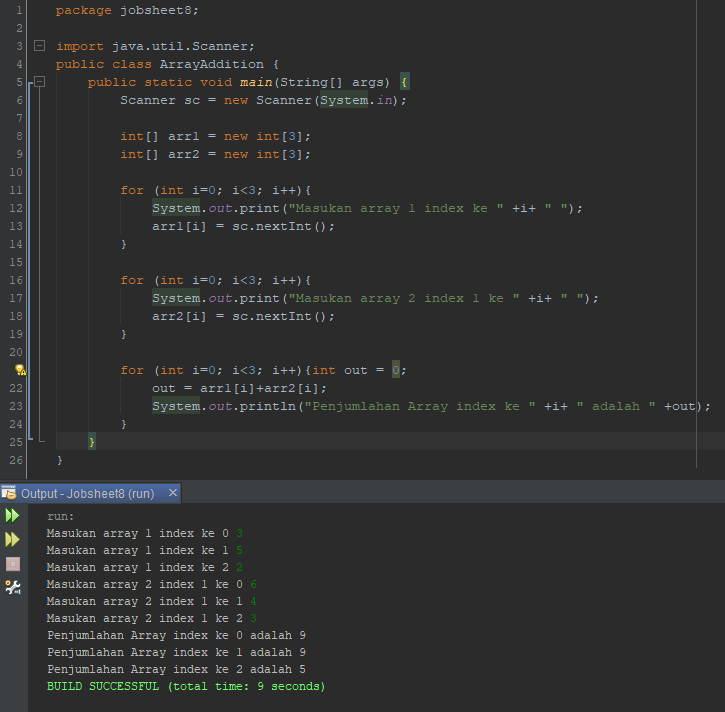 1 package jobsheet8;
2
3 import java.util.Scanner;
4 public class ArrayAddition {
5 public static void main(String[] args) {
6 Scanner sc = new Scanner(System.in);
7
8 int[] arr1 = new int[3];
9 int[] arr2 = new int[3];
10
11 for (int i=0; i<3; i++){
12 System.out.print("Masukan array 1 index ke " +i+ " ");
13 arr1[i] = sc.nextInt();
14 }
15
16 for (int i=0; i<3; i++){
17 System.out.print("Masukan array 2 index 1 ke " +i+ " ");
18 arr2[i] = sc.nextInt();
19 }
20
for (int i=0; i<3; i++){int out = 0;
22 out = arr1[i]+arr2[i];
23 System.out.println("Penjumlahan Array index ke " +i+ " adalah " +out);
24 }
25 }
26 }
Output - Jobsheet8 (run) ×
run:
Masukan array 1 index ke 0 3
Masukan array 1 index ke 1 5
Masukan array 1 index ke 2 2
Masukan array 2 index 1 ke 0 6
Masukan array 2 index 1 ke 1 4
Masukan array 2 index 1 ke 2 3
Penjumlahan Array index ke 0 adalah 9
Penjumlahan Array index ke 1 adalah 9
Penjumlahan Array index ke 2 adalah 5
BUILD SUCCESSFUL (total time: 9 seconds)